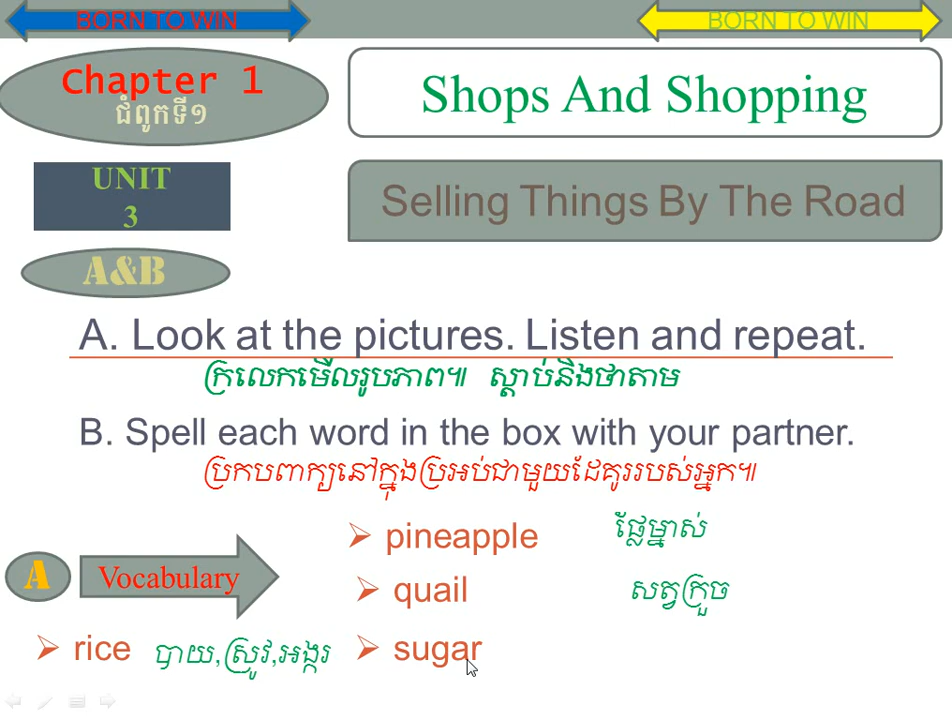 BORN TO WIN
BORN TO WIN
Chapter 1
ជំពូកទី១
Shops And Shopping
UNIT
3
Selling Things By The Road
A&B
A. Look at the pictures. Listen and repeat.
ក្រលេកមើលរូបភាព៕ ស្តាប់និងថាតាម
B. Spell each word in the box with your partner.
ប្រកបពាក្យនៅក្នុងប្រអប់ជាមួយដៃគូររបស់អ្នក៕
pineapple ផ្លែម្នាស់
A Vocabulary
quail សត្វក្រួច
rice បាយ,ស្រូវ,អង្ករ
sugar